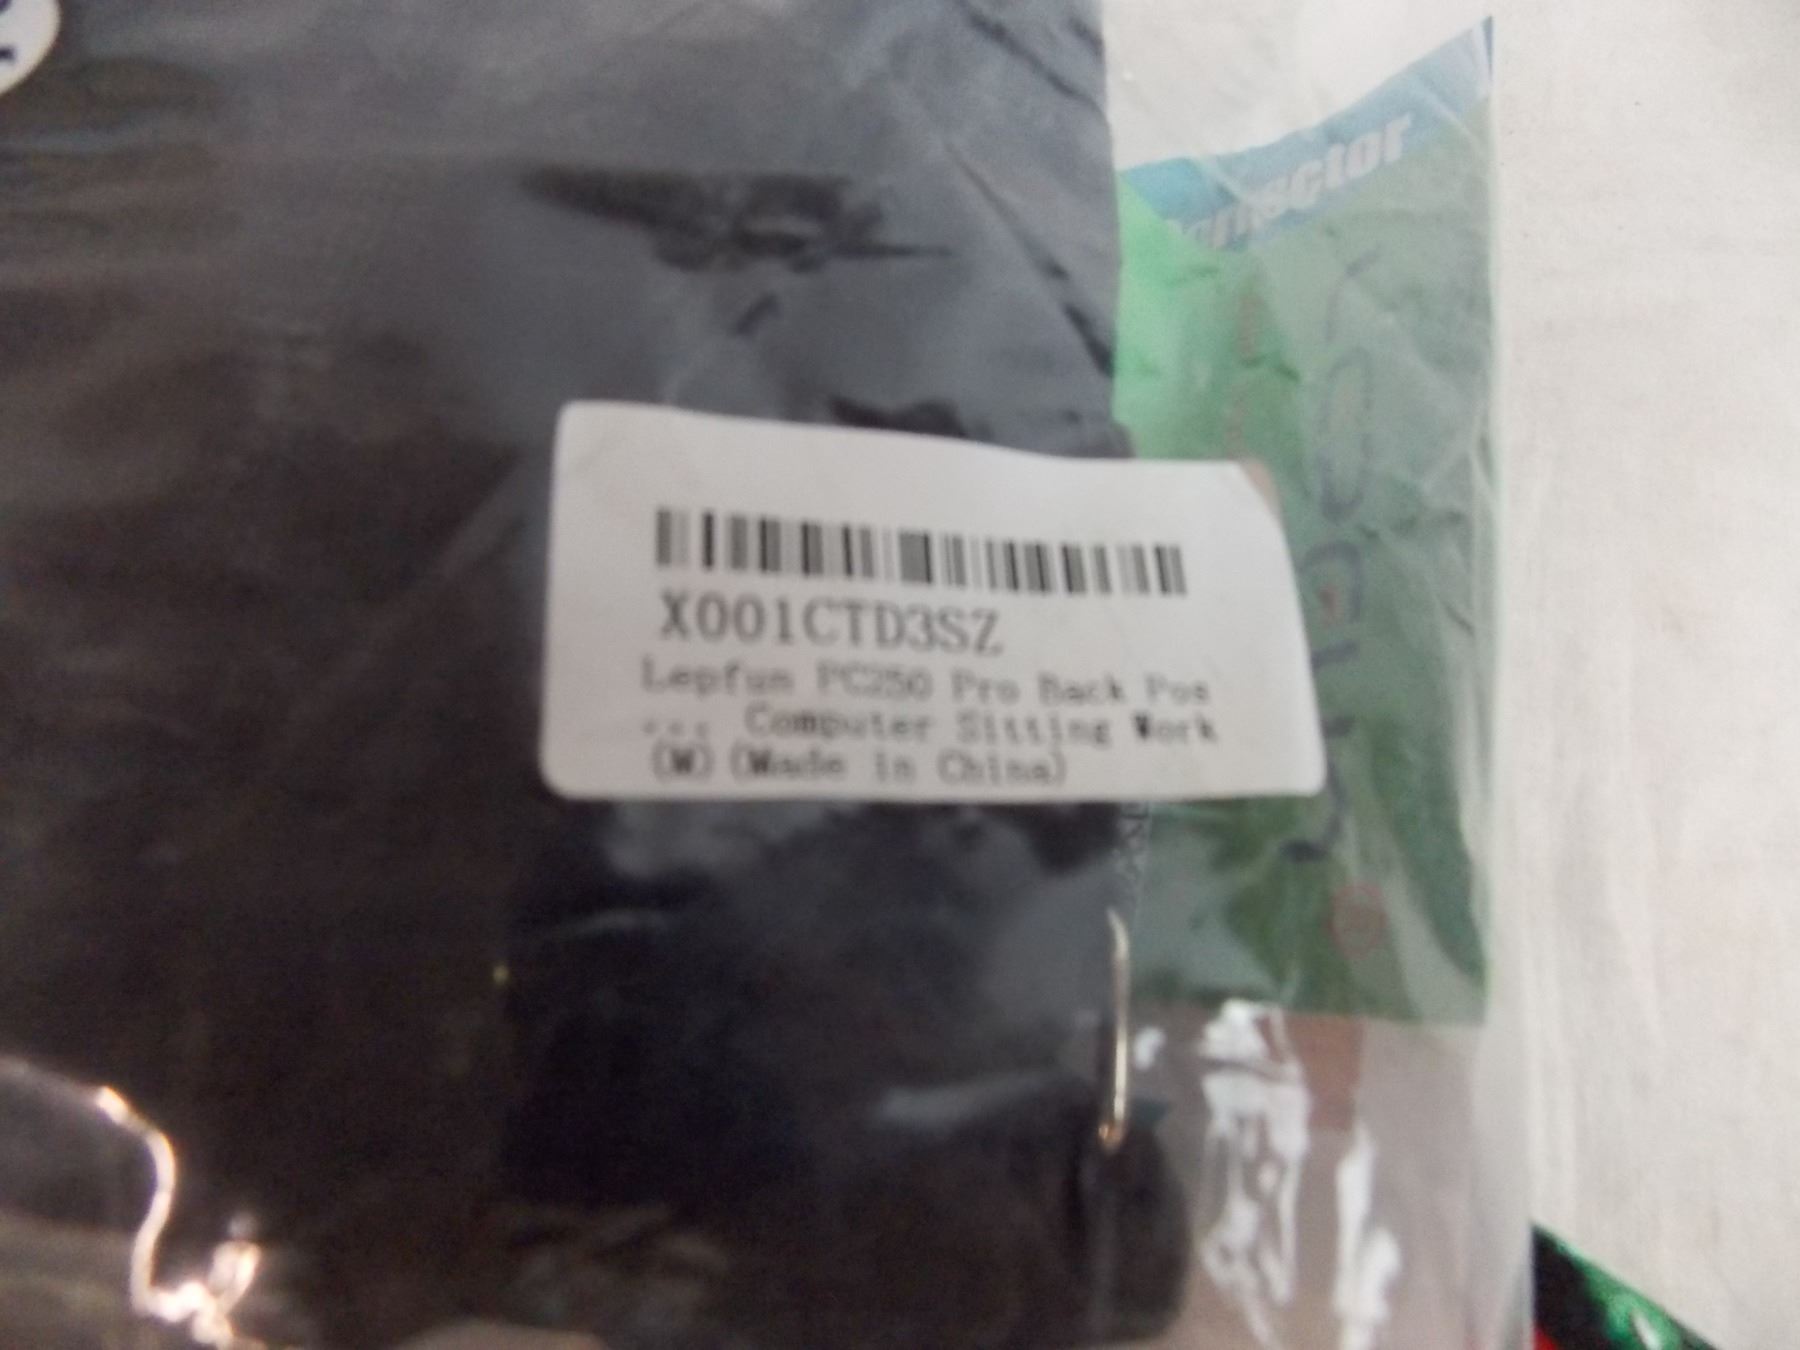 X001CTD3SZ
Lepfun PC250 Pro Back Pos
... Computer Sitting Work
(W) (Made in China)